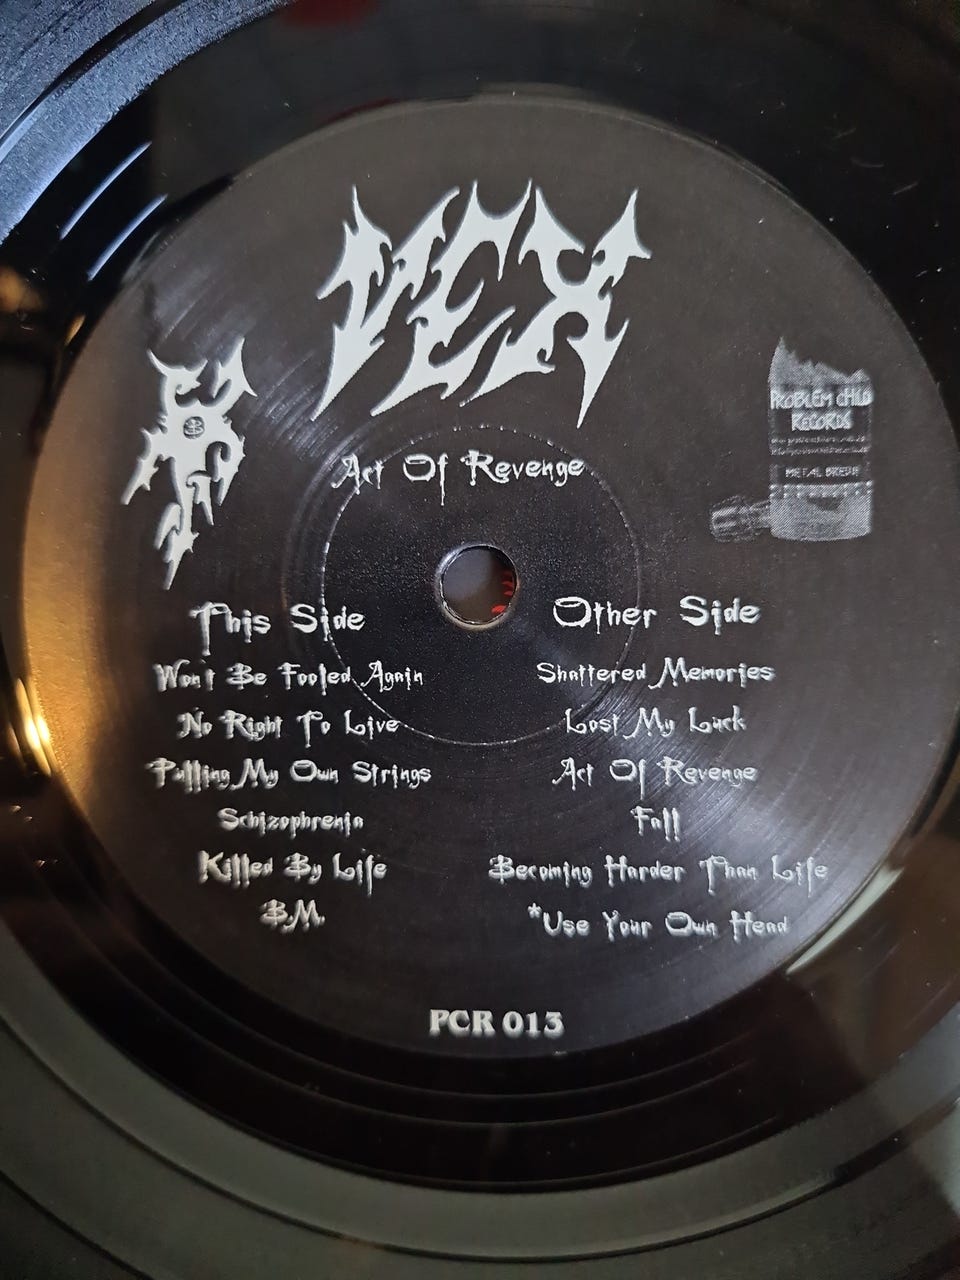 VEX
PROBLEM CHILD
RECORDS
METAL BREW
Act Of Revenge
This Side
Won't Be Fooled Again
No Right To Live
Pulling My Own Strings
Schizophrenia
Killed By Life
B.M.
Other Side
Shattered Memories
Lost My Luck
Act Of Revenge
Fall
Becoming Harder Than Life
*Use Your Own Head
PCR 013